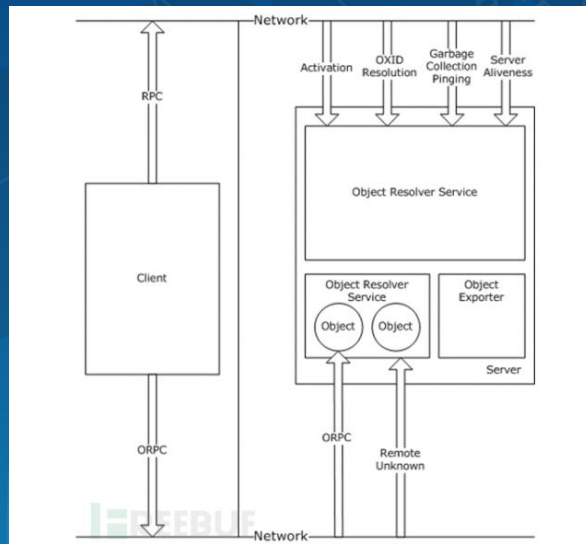 Network
Activation
OXID
Resolution
Garbage
Collection
Pinging
Server
Aliveness
RPC
Object Resolver Service
Client
Object Resolver
Service
Object
Object
Object
Exporter
Server
ORPC
ORPC
Remote
Unknown
REEBUF
Network